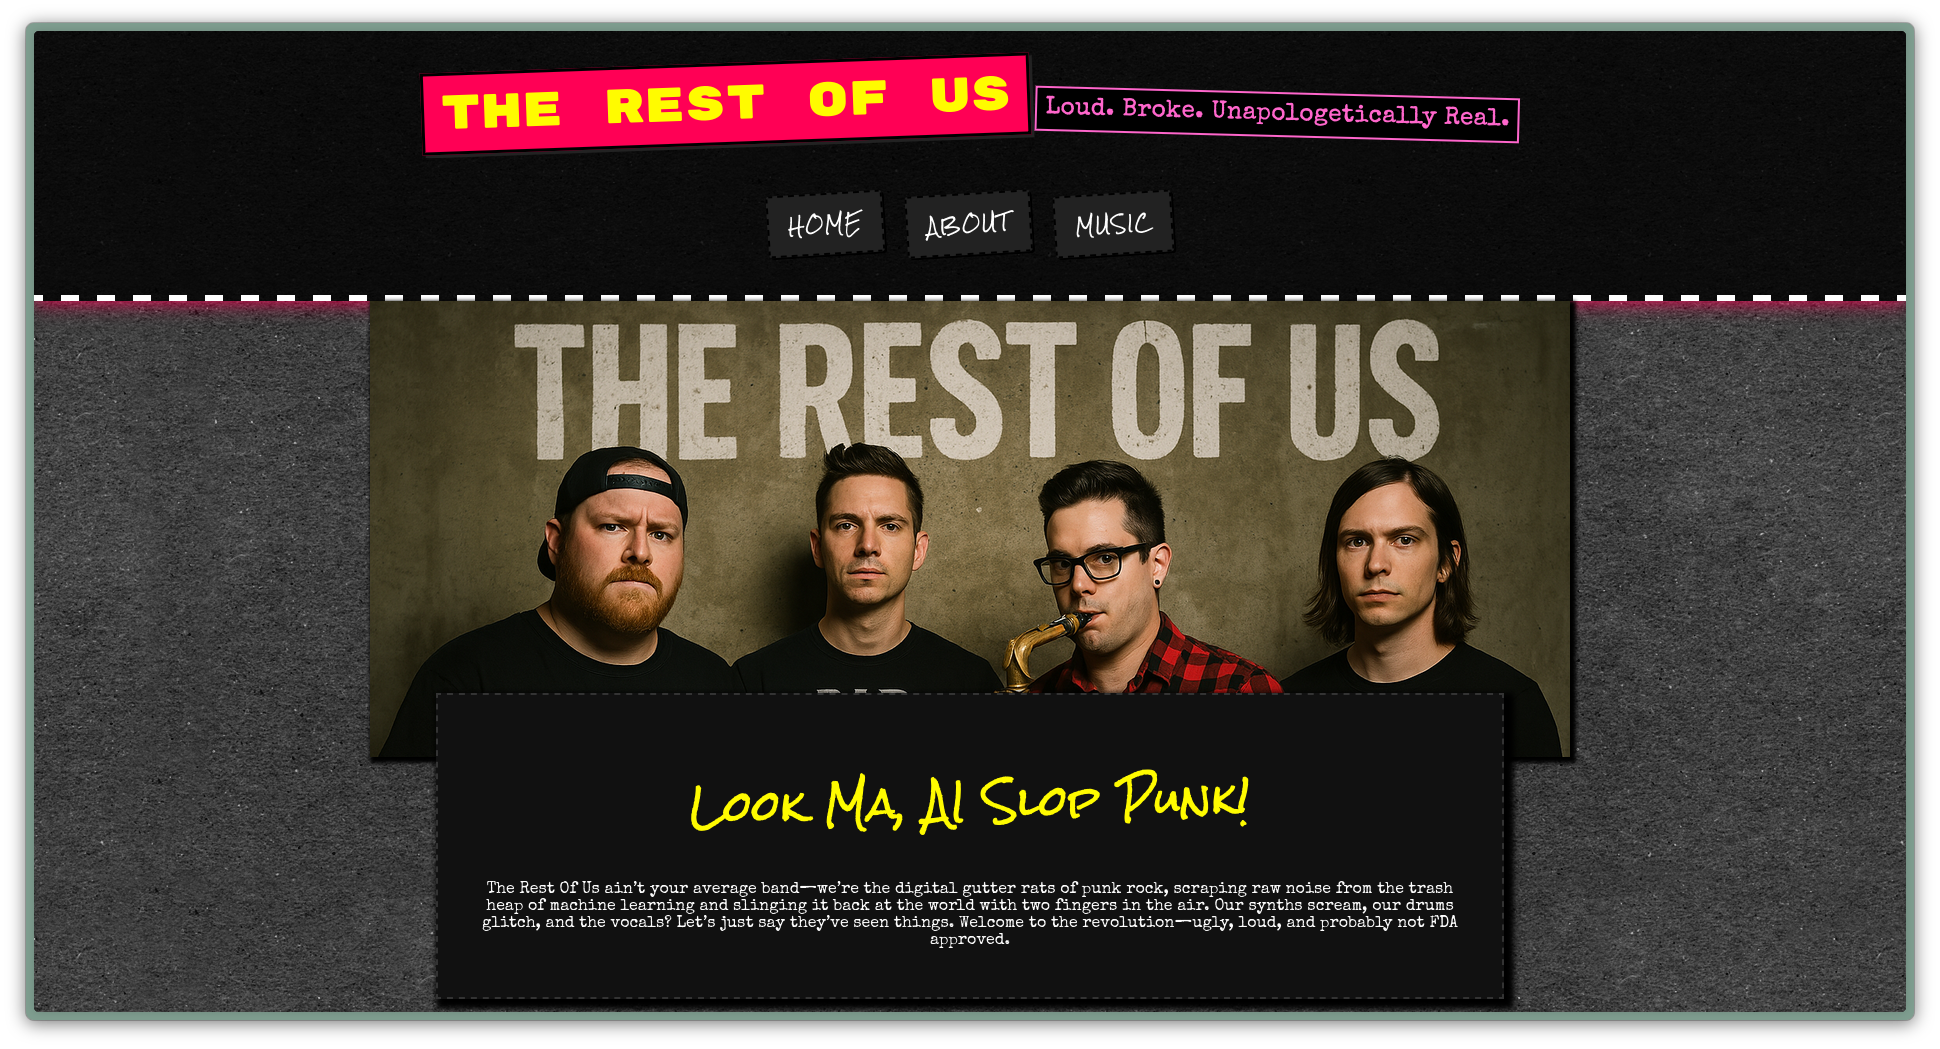 THE REST OF US
Loud. Broke. Unapologetically Real.
HOME
ABOUT
MUSIC
THE REST OF US
Look Ma, AI Slop Punk!
The Rest Of Us ain't your average band—we're the digital gutter rats of punk rock, scraping raw noise from the trash
heap of machine learning and slinging it back at the world with two fingers in the air. Our synths scream, our drums
glitch, and the vocals? Let's just say they've seen things. Welcome to the revolution—ugly, loud, and probably not FDA
approved.